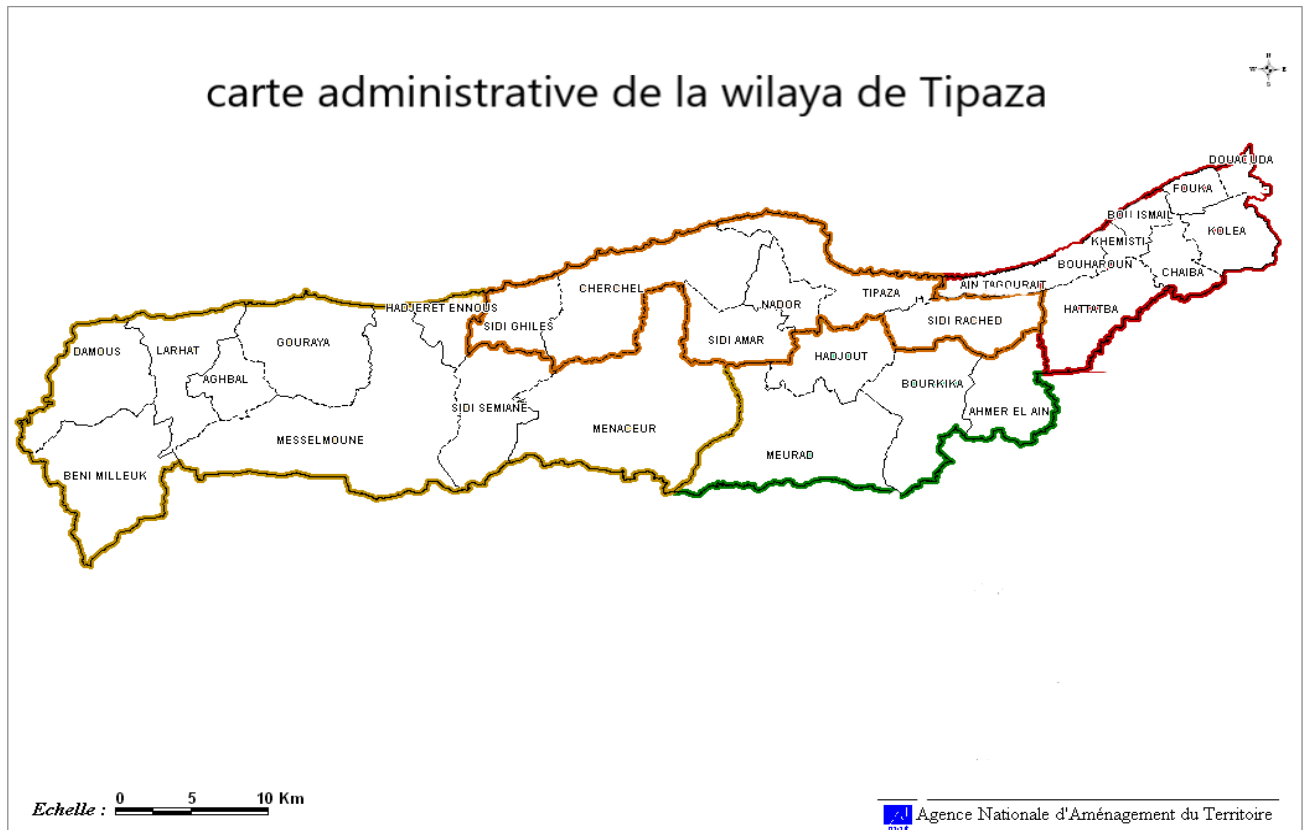 carte administrative de la wilaya de Tipaza
N
W E
S
DOUAOUDA
FOUKA
BOU ISMAIL
KOLEA
KHEMISTI
BOUHAROUN
CHAIBA
AIN TAGOURAIT
HATTATBA
CHERCHEL
TIPAZA
NADOR
HADJERET ENNOUS
SIDI GHILES
SIDI RACHED
SIDI AMAR
HADJOUT
DAMOUS
LARHAT
GOURAYA
AGHBAL
BOURKIKA
AHMER EL AIN
SIDI SEMIANE
MENACEUR
MESSELMOUNE
MEURAD
BENI MILLEUK
Echelle : 0 5 10 Km
Agence Nationale d'Aménagement du Territoire